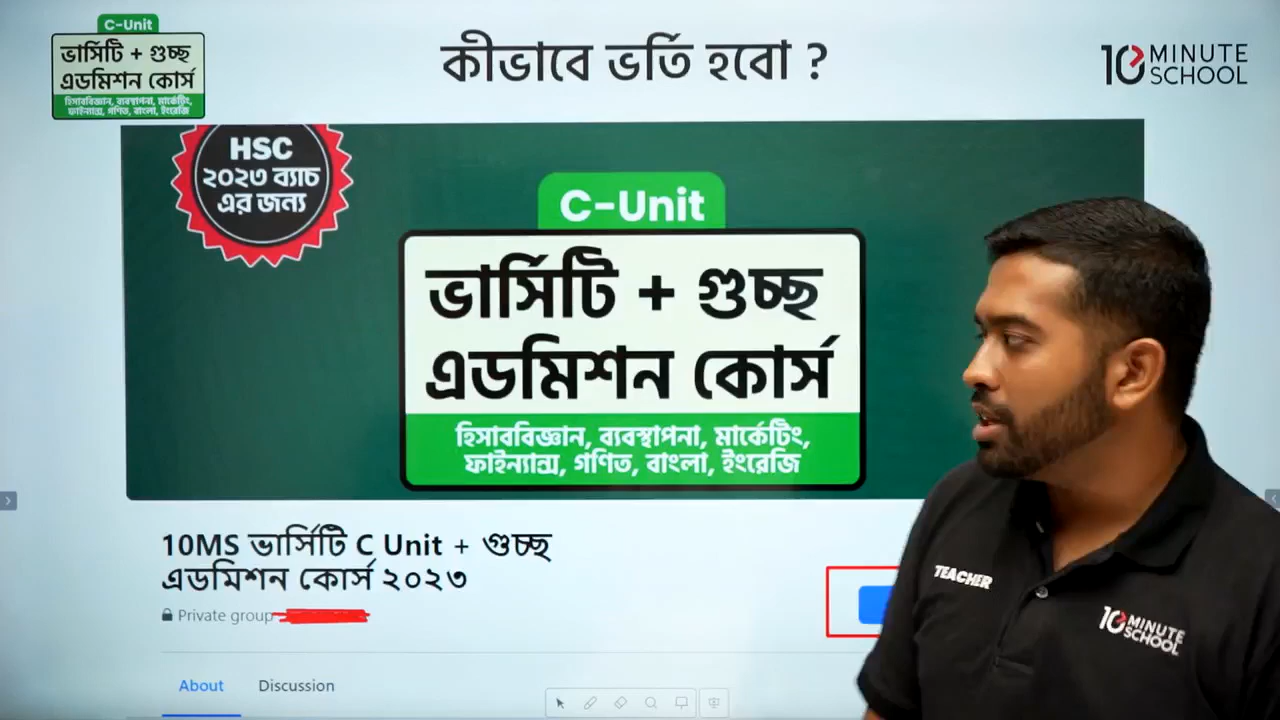 C-Unit
ভার্সিটি + গুচ্ছ
এডমিশন কোর্স
হিসাববিজ্ঞান, ব্যবস্থাপনা, মার্কেটিং,
ফাইন্যান্স, গণিত, বাংলা, ইংরেজি
কীভাবে ভর্তি হবো ?
10 MINUTE
SCHOOL
HSC
২০২৩ ব্যাচ
এর জন্য
C-Unit
ভার্সিটি + গুচ্ছ
এডমিশন কোর্স
হিসাববিজ্ঞান, ব্যবস্থাপনা, মার্কেটিং,
ফাইন্যান্স, গণিত, বাংলা, ইংরেজি
10MS ভার্সিটি C Unit + গুচ্ছ
এডমিশন কোর্স ২০২৩
Private group
About Discussion
TEACHER
10 MINUTE
SCHOOL